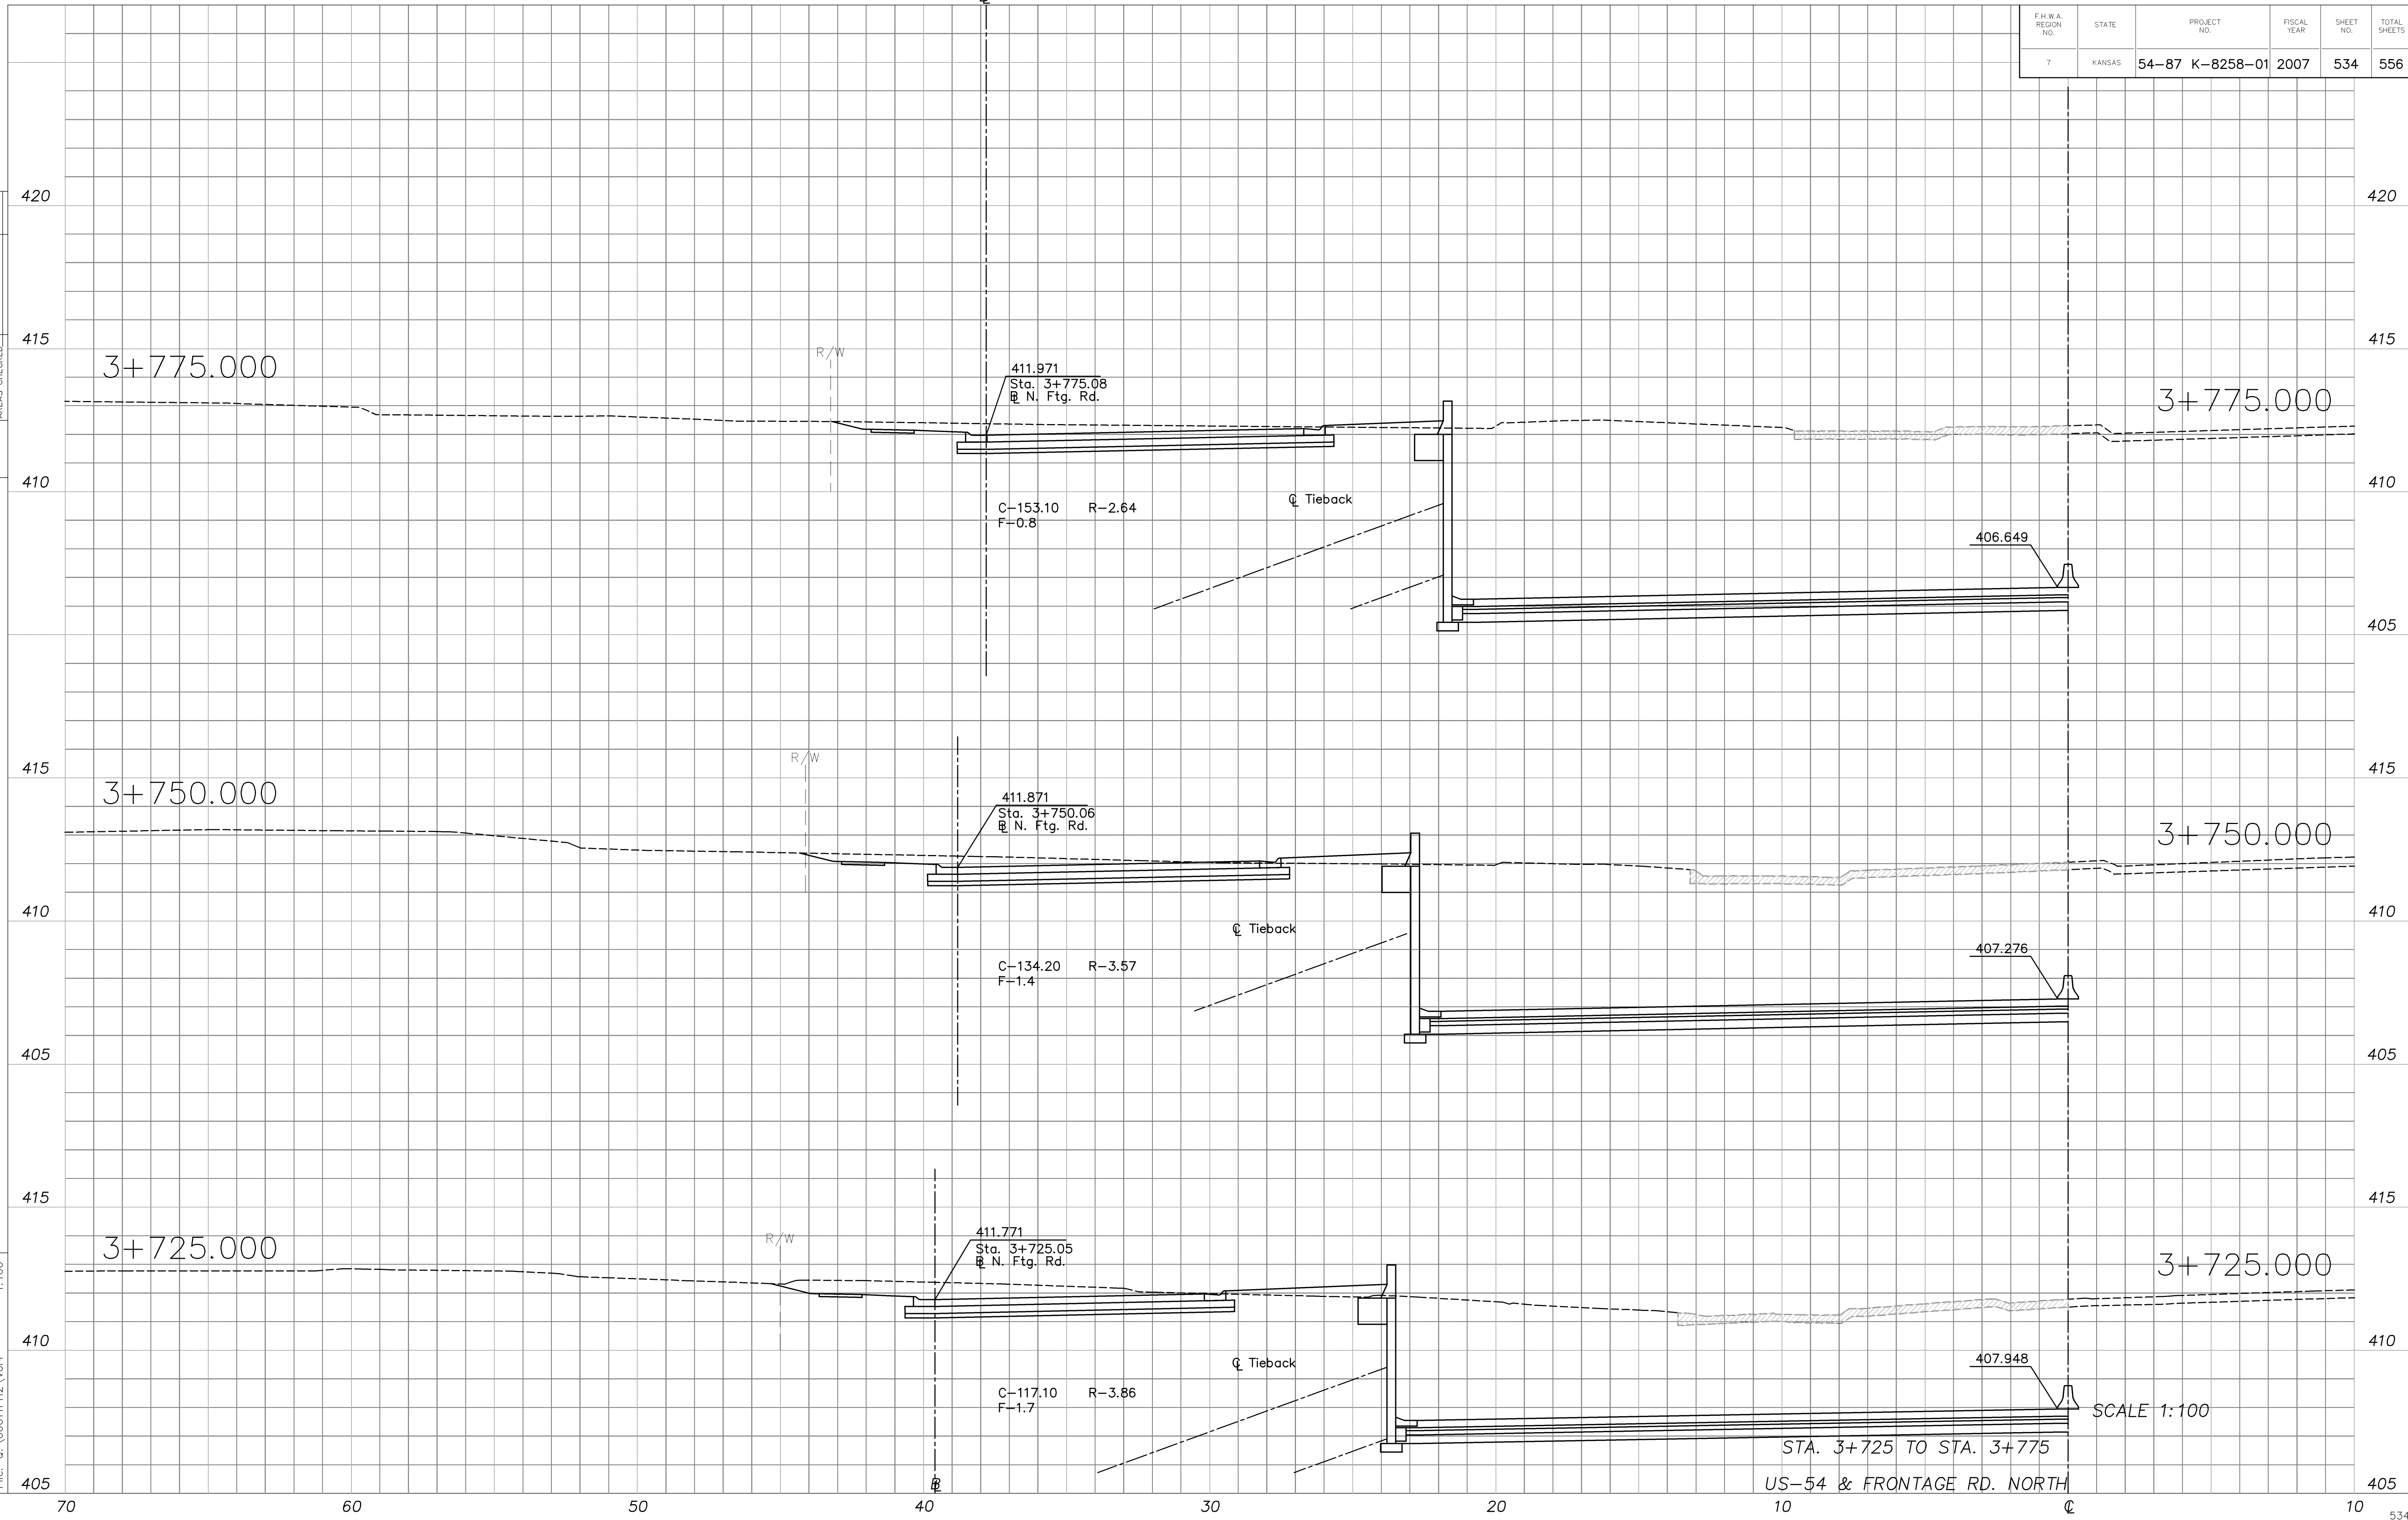 F.H.W.A. REGION NO. STATE PROJECT NO. FISCAL YEAR SHEET NO. TOTAL SHEETS
7 KANSAS 54-87 K-8258-01 2007 534 556
420 420
415 415
3+775.000
R/W
411.971
Sta. 3+775.08
℄ N. Ftg. Rd.
3+775.000
410 410
℄ Tieback
C-153.10 R-2.64
F-0.8
406.649
405
415 415
R/W
3+750.000
411.871
Sta. 3+750.06
℄ N. Ftg. Rd.
3+750.000
410 410
℄ Tieback
407.276
C-134.20 R-3.57
F-1.4
405 405
415 415
R/W
3+725.000
411.771
Sta. 3+725.05
℄ N. Ftg. Rd.
3+725.000
410 410
℄ Tieback
407.948
C-117.10 R-3.86
F-1.7
SCALE 1:100
STA. 3+725 TO STA. 3+775
US-54 & FRONTAGE RD. NORTH
405 405
70 60 50 40 30 20 10 ℄ 10
534